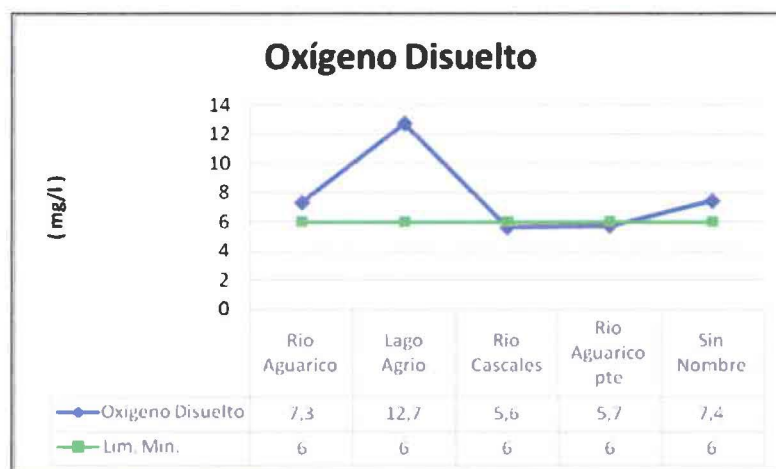 Oxígeno Disuelto
(mg/l)
14
12
10
8
6
4
2
0
Rio Aguarico Lago Agrio Río Cascales Rio Aguarico pte Sin Nombre
Oxigeno Disuelto 7,3 12,7 5,6 5,7 7,4
Lim. Min. 6 6 6 6 6